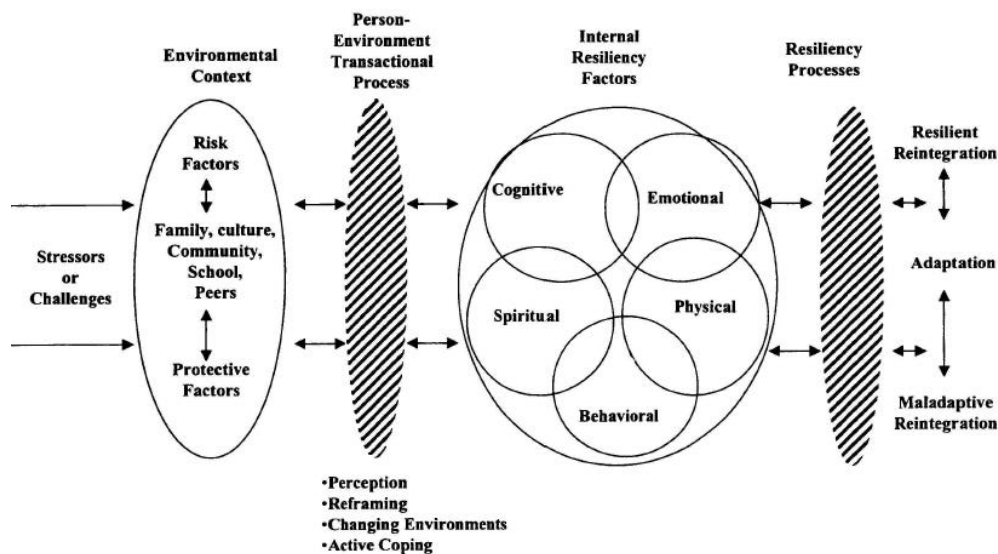 Environmental
Context
Person-
Environment
Transactional
Process
Internal
Resiliency
Factors
Resiliency
Processes
Stressors
or
Challenges
Risk
Factors
Family, culture,
Community,
School,
Peers
Protective
Factors
•Perception
•Reframing
•Changing Environments
•Active Coping
Cognitive
Emotional
Spiritual
Physical
Behavioral
Resilient
Reintegration
Adaptation
Maladaptive
Reintegration